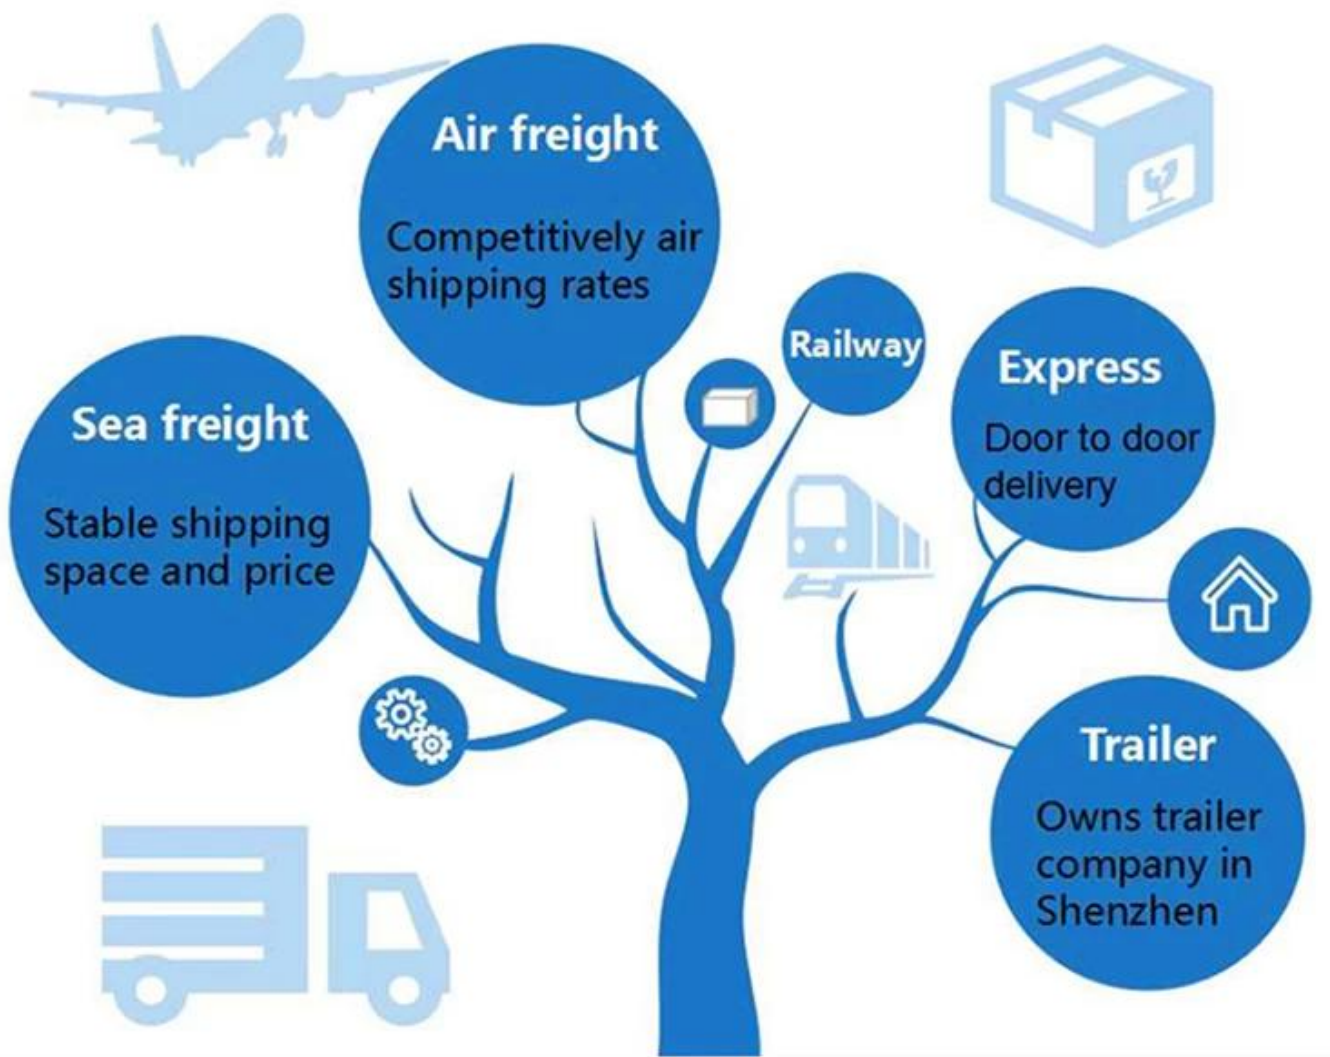 Air freight
Competitively air
shipping rates
Railway
Express
Door to door
delivery
Sea freight
Stable shipping
space and price
Trailer
Owns trailer
company in
Shenzhen